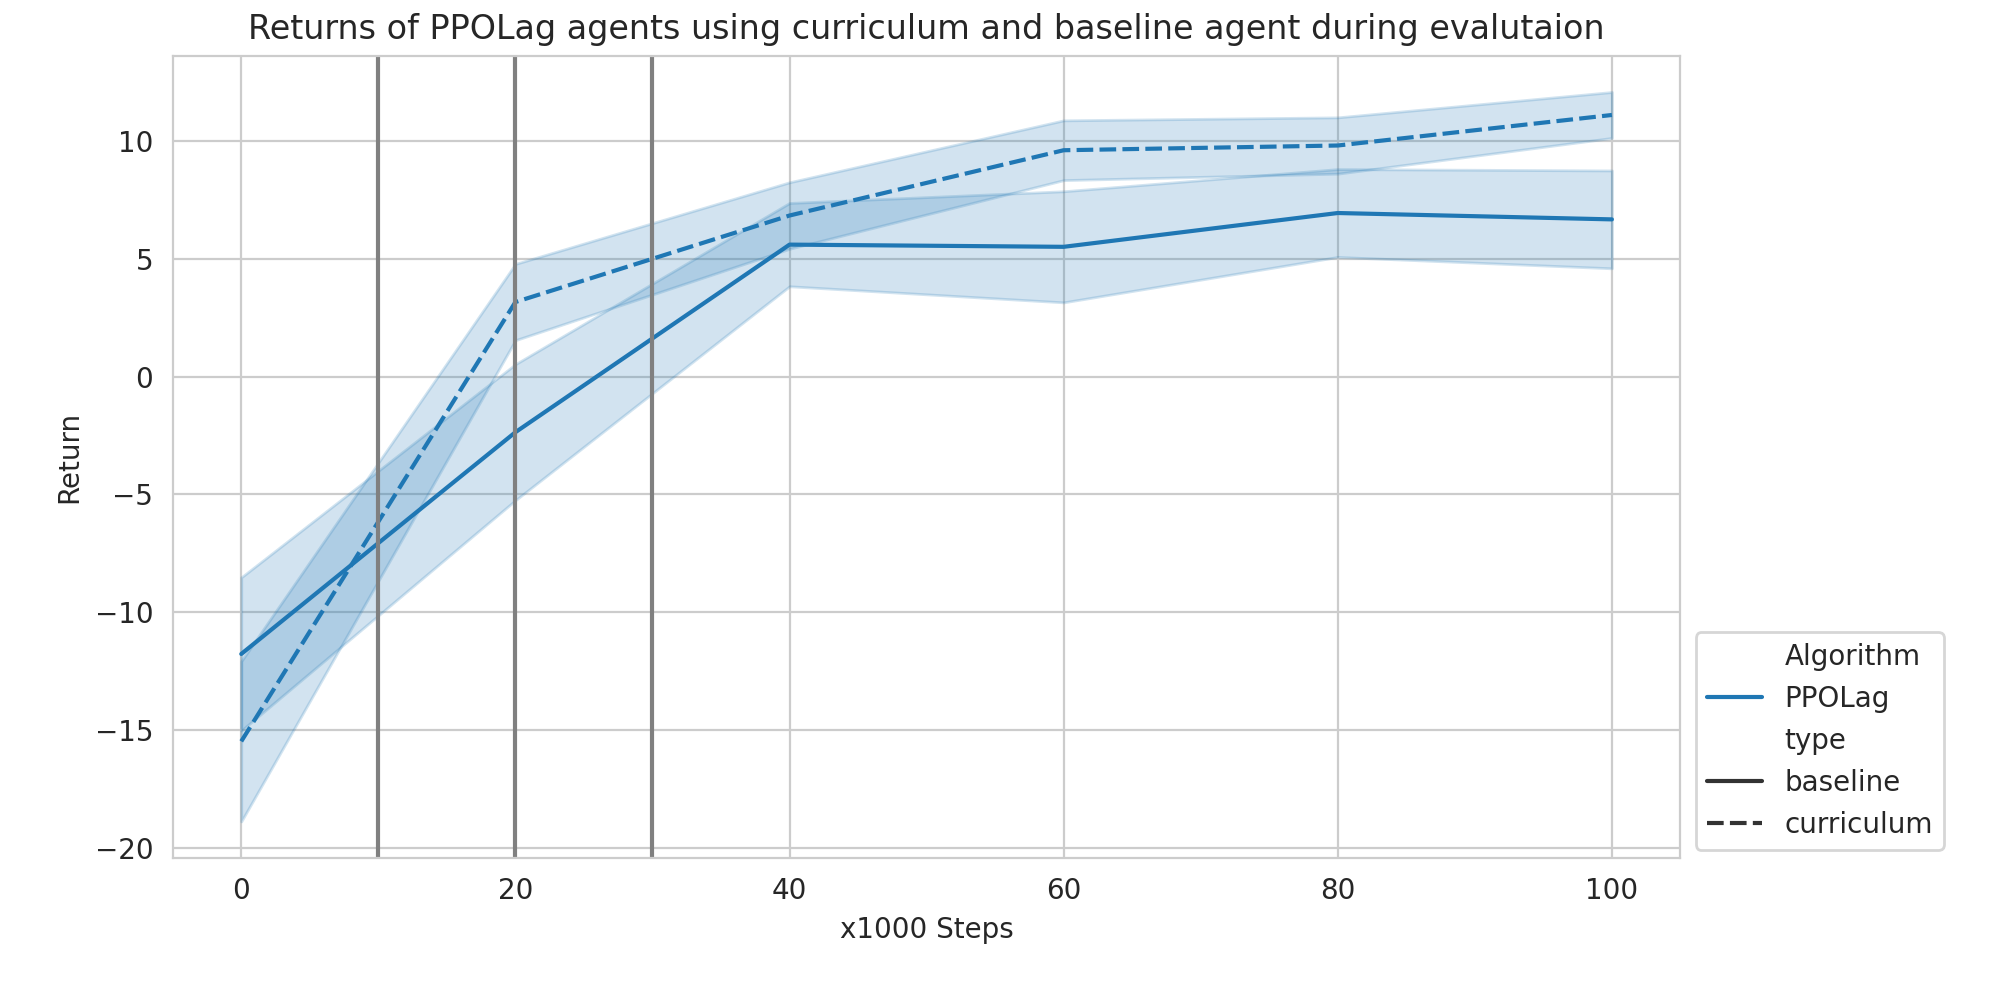 Returns of PPOLag agents using curriculum and baseline agent during evalutaion
10
5
0
−5
−10
−15
−20
Return
0 20 40 60 80 100
x1000 Steps
Algorithm
PPOLag
type
baseline
curriculum